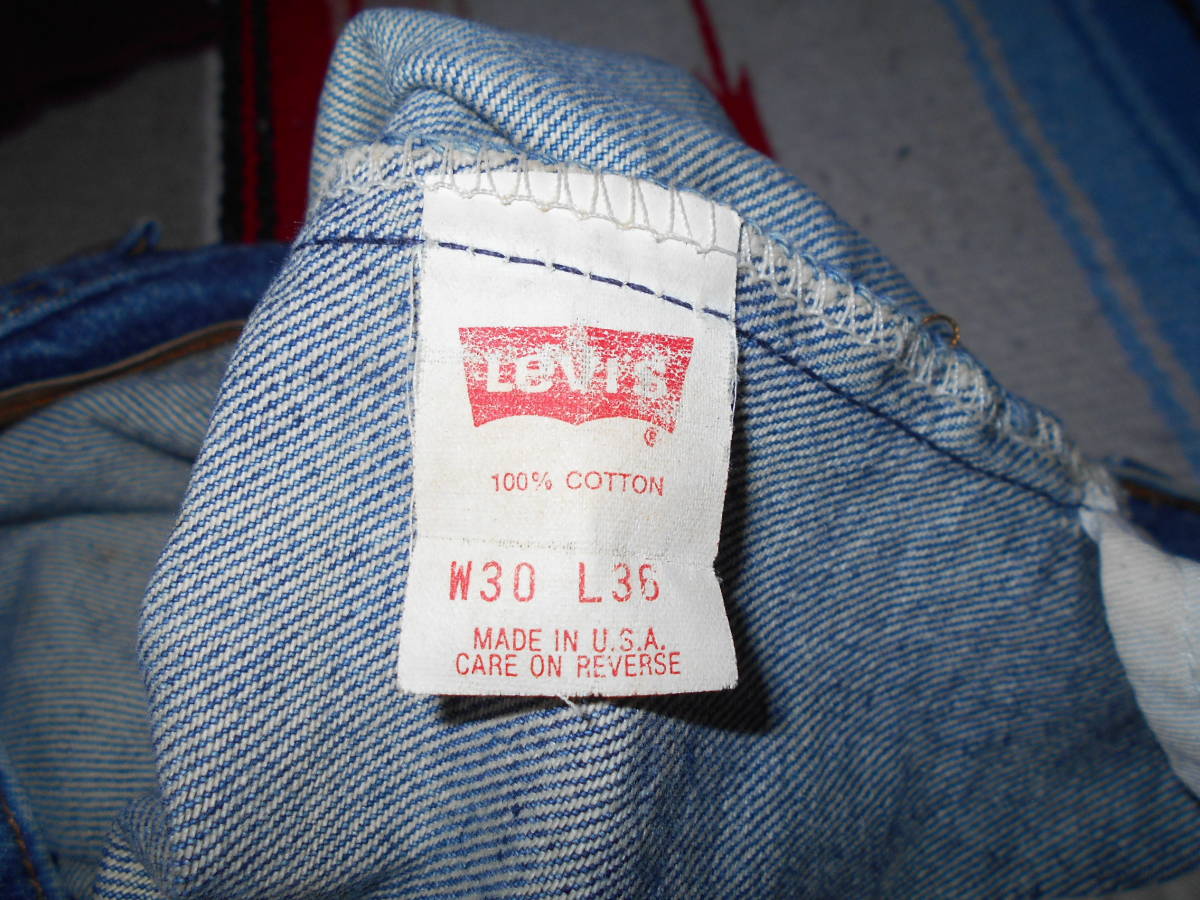 LEVI'S
®
100% COTTON
W30 L36
MADE IN U.S.A.
CARE ON REVERSE